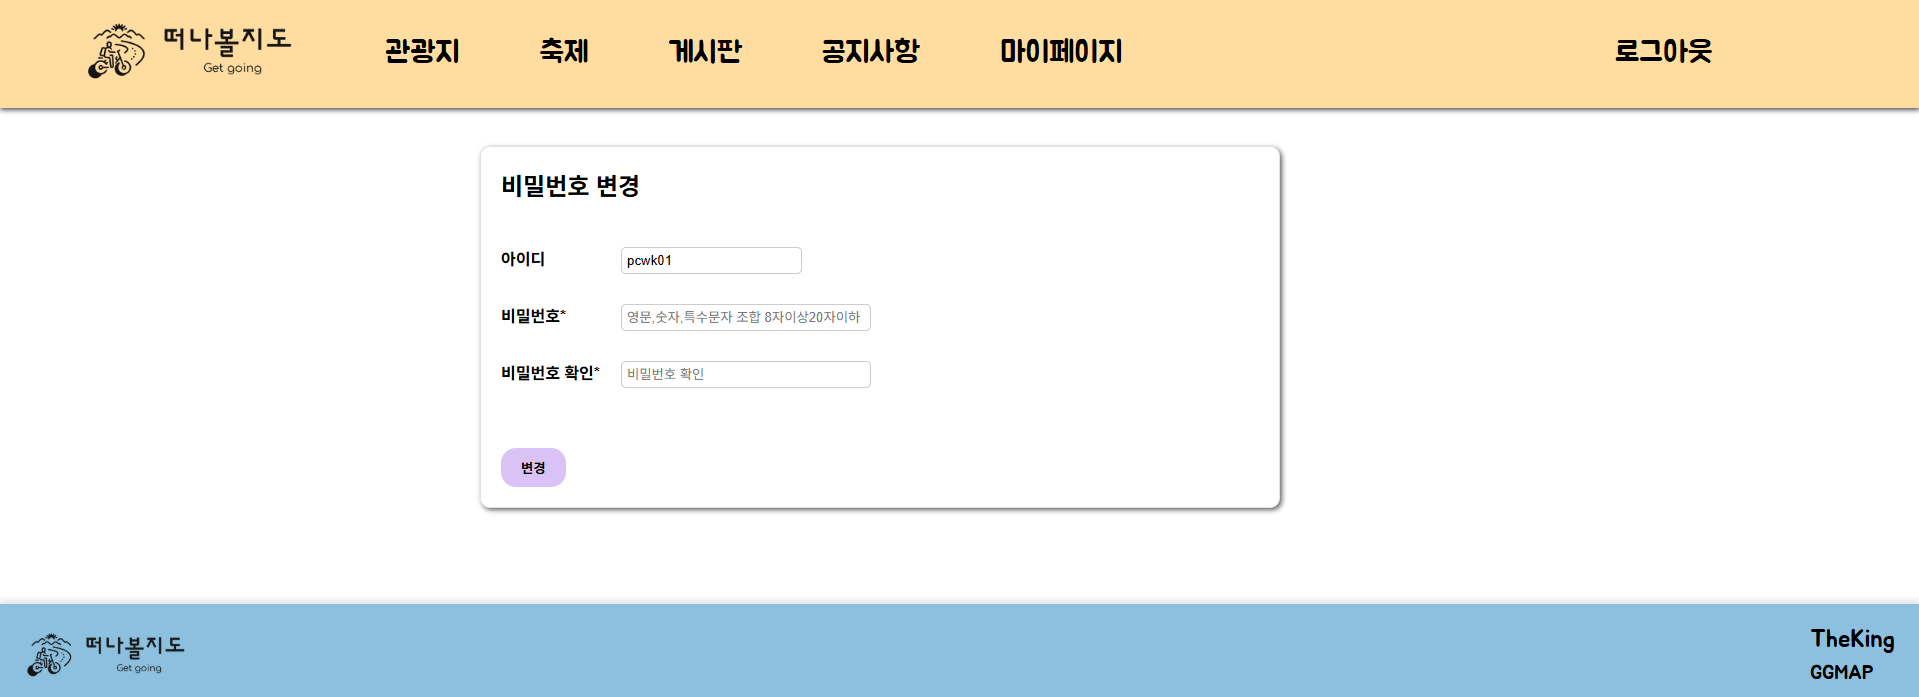 떠나볼지도
Get going
관광지 축제 게시판 공지사항 마이페이지 로그아웃
비밀번호 변경
아이디 pcwk01
비밀번호* 영문,숫자,특수문자 조합 8자이상20자이하
비밀번호 확인* 비밀번호 확인
변경
떠나볼지도
Get going
TheKing
GGMAP